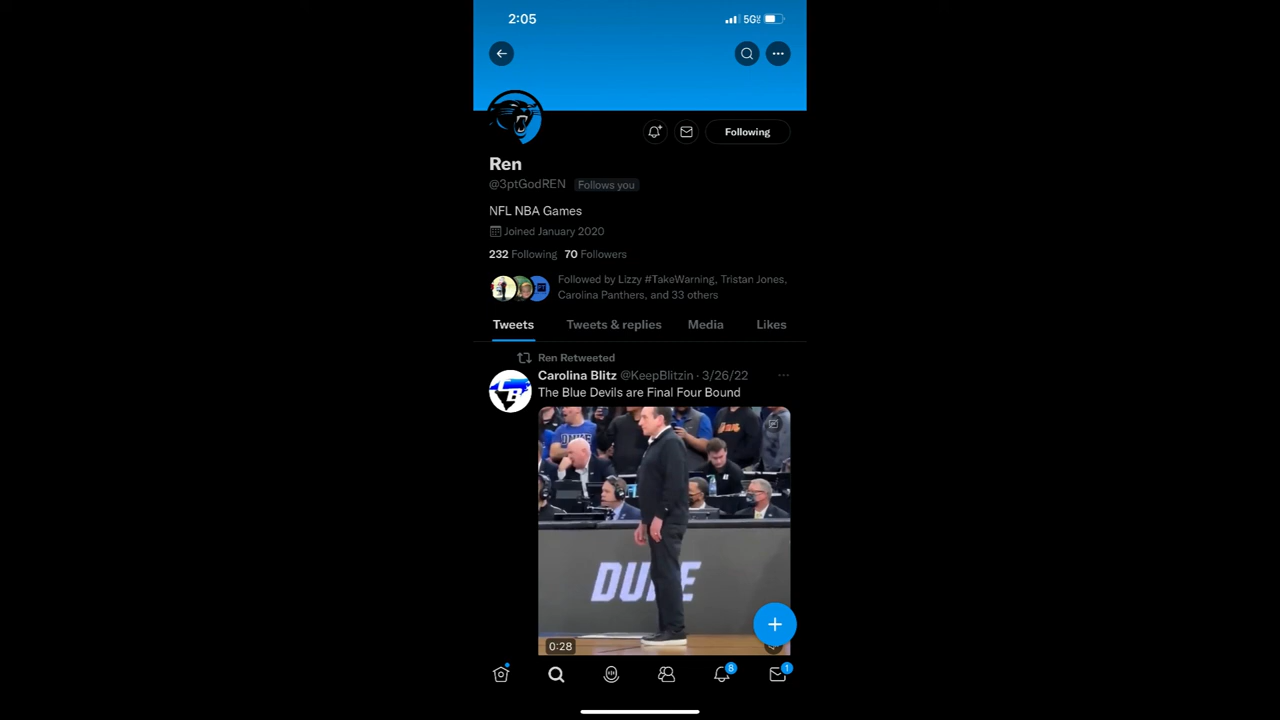 2:05
5G
Following
Ren
@3ptGodREN Follows you
NFL NBA Games
Joined January 2020
232 Following 70 Followers
Followed by Lizzy #TakeWarning, Tristan Jones,
Carolina Panthers, and 33 others
Tweets Tweets & replies Media Likes
Ren Retweeted
Carolina Blitz @KeepBlitzin · 3/26/22 ···
The Blue Devils are Final Four Bound
DUKE
DUKE
0:28
8
1